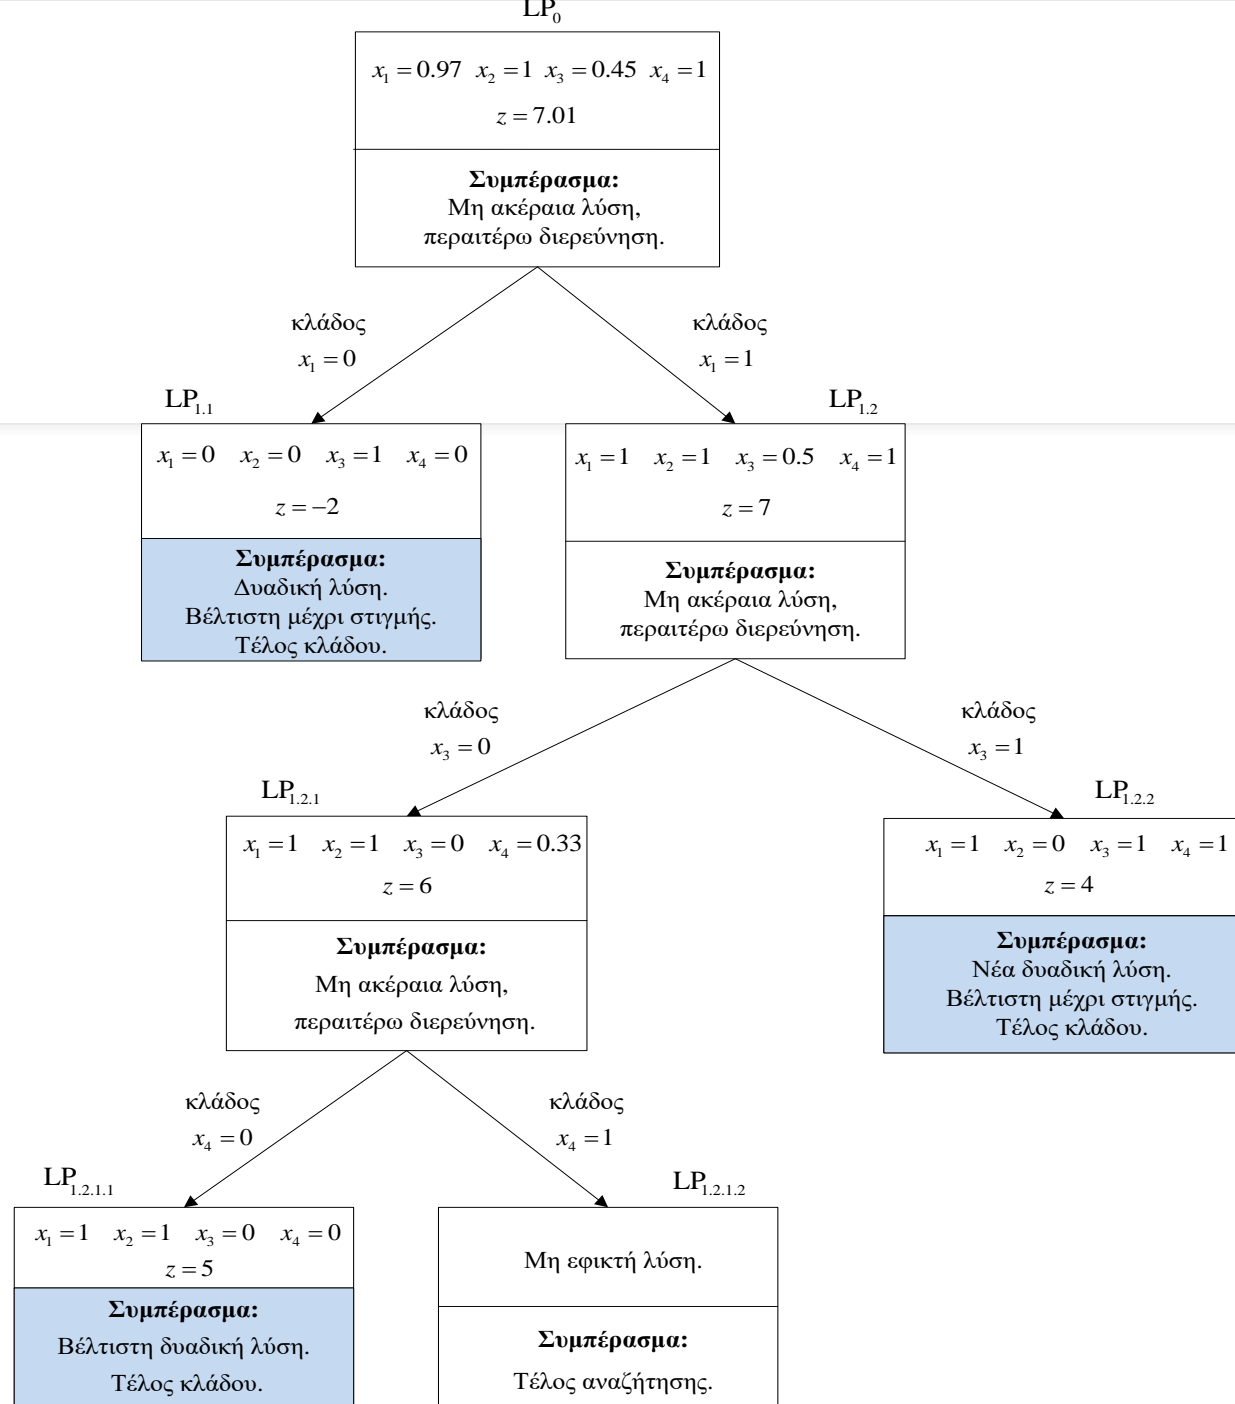 LP₀
x₁ = 0.97 x₂ = 1 x₃ = 0.45 x₄ = 1
z = 7.01
Συμπέρασμα:
Μη ακέραια λύση,
περαιτέρω διερεύνηση.
κλάδος
x₁ = 0
κλάδος
x₁ = 1
LP₁.₁
x₁ = 0 x₂ = 0 x₃ = 1 x₄ = 0
z = −2
Συμπέρασμα:
Δυαδική λύση.
Βέλτιστη μέχρι στιγμής.
Τέλος κλάδου.
LP₁.₂
x₁ = 1 x₂ = 1 x₃ = 0.5 x₄ = 1
z = 7
Συμπέρασμα:
Μη ακέραια λύση,
περαιτέρω διερεύνηση.
κλάδος
x₃ = 0
κλάδος
x₃ = 1
LP₁.₂.₁
x₁ = 1 x₂ = 1 x₃ = 0 x₄ = 0.33
z = 6
Συμπέρασμα:
Μη ακέραια λύση,
περαιτέρω διερεύνηση.
LP₁.₂.₂
x₁ = 1 x₂ = 0 x₃ = 1 x₄ = 1
z = 4
Συμπέρασμα:
Νέα δυαδική λύση.
Βέλτιστη μέχρι στιγμής.
Τέλος κλάδου.
κλάδος
x₄ = 0
κλάδος
x₄ = 1
LP₁.₂.₁.₁
x₁ = 1 x₂ = 1 x₃ = 0 x₄ = 0
z = 5
Συμπέρασμα:
Βέλτιστη δυαδική λύση.
Τέλος κλάδου.
LP₁.₂.₁.₂
Μη εφικτή λύση.
Συμπέρασμα:
Τέλος αναζήτησης.